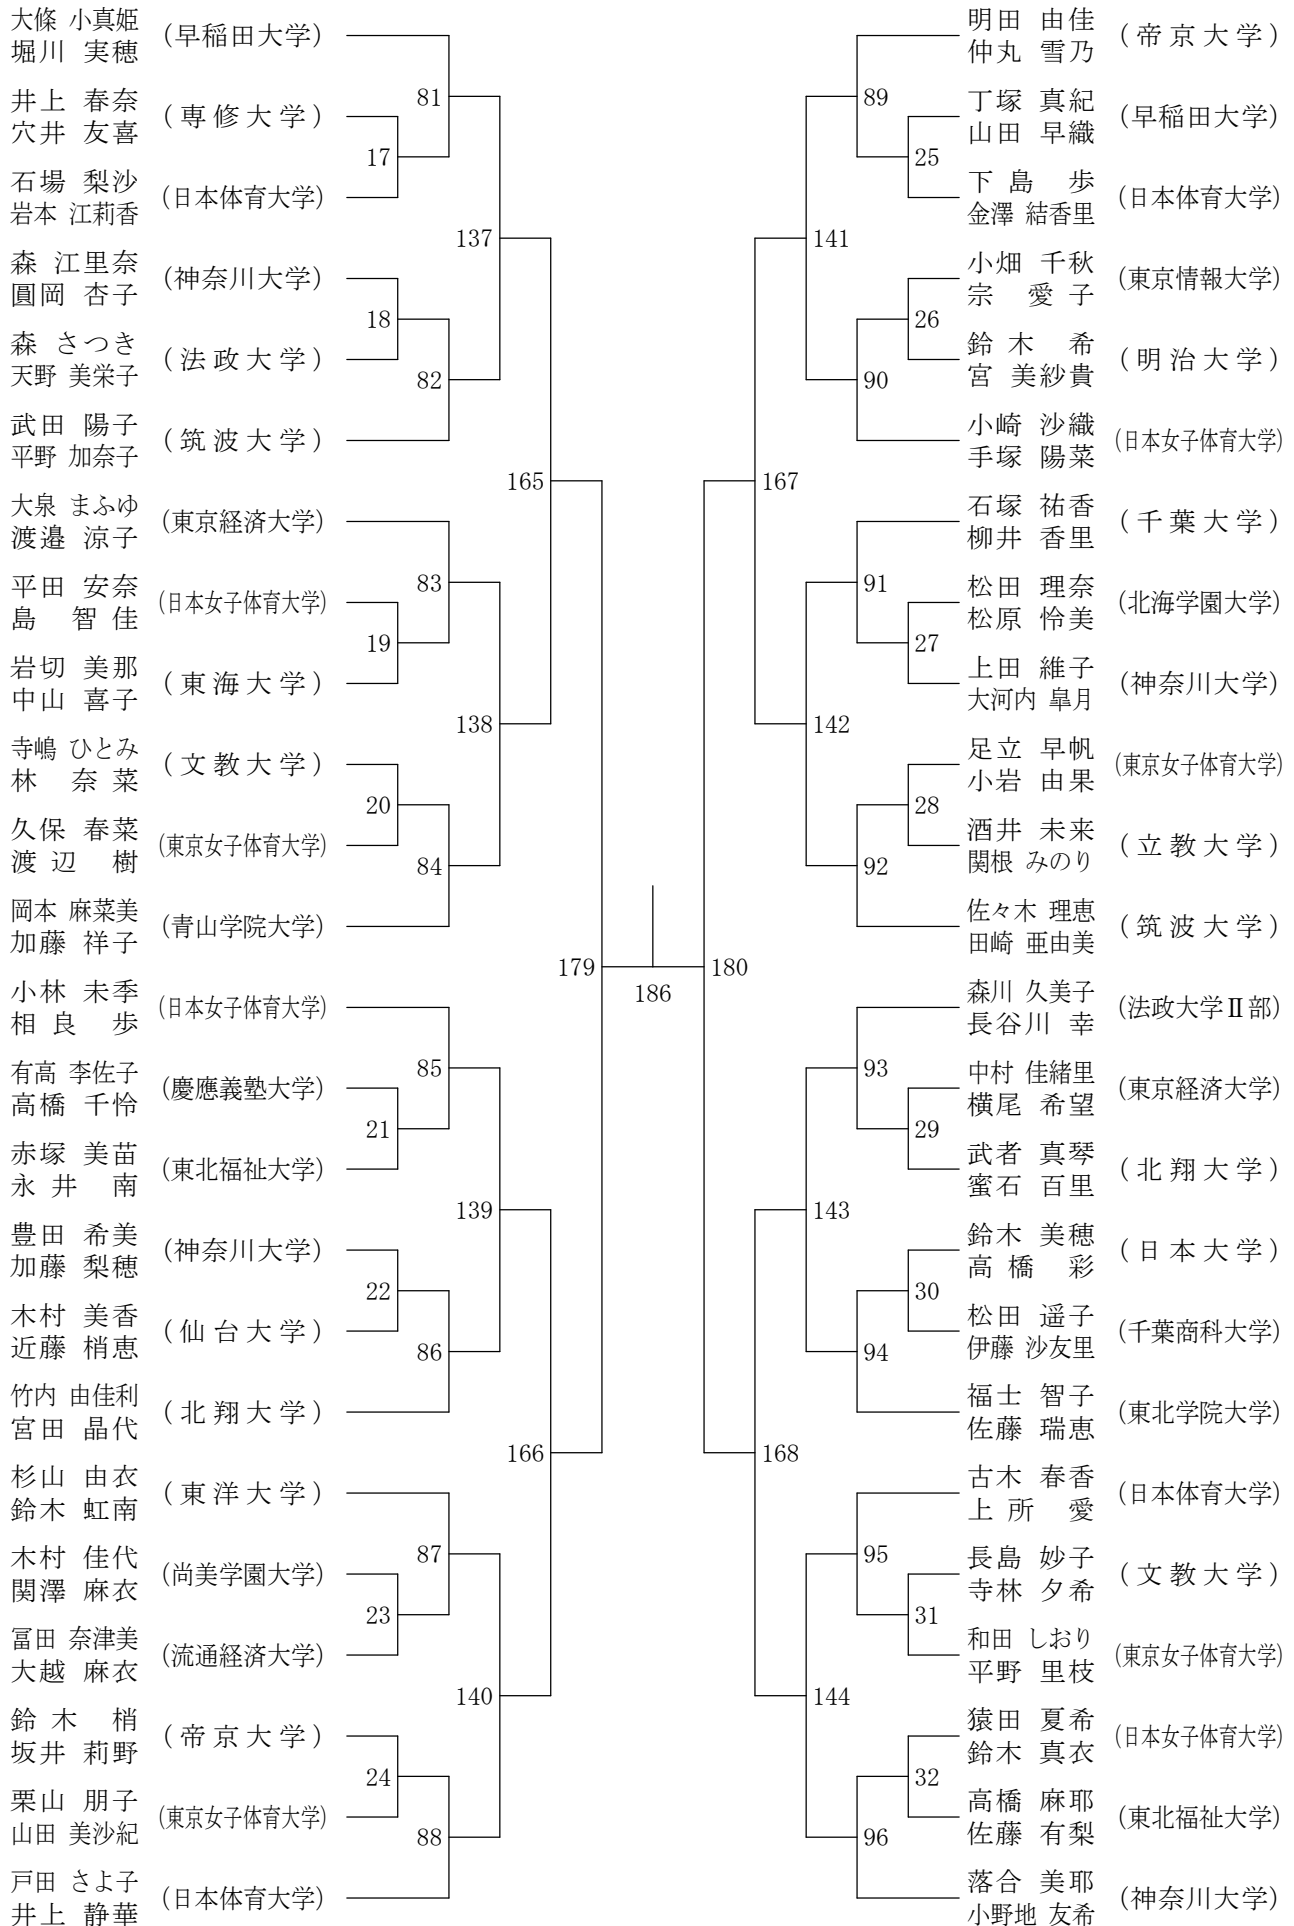 大條 小真姫
堀川 実穂
(早稲田大学)
井上 春奈
穴井 友喜
(専修大学)
石場 梨沙
岩本 江莉香
(日本体育大学)
森 江里奈
圓岡 杏子
(神奈川大学)
森 さつき
天野 美栄子
(法政大学)
武田 陽子
平野 加奈子
(筑波大学)
大泉 まふゆ
渡邉 涼子
(東京経済大学)
平田 安奈
島 智佳
(日本女子体育大学)
岩切 美那
中山 喜子
(東海大学)
寺嶋 ひとみ
林 奈菜
(文教大学)
久保 春菜
渡辺 樹
(東京女子体育大学)
岡本 麻菜美
加藤 祥子
(青山学院大学)
小林 未季
相良 歩
(日本女子体育大学)
有高 李佐子
高橋 千怜
(慶應義塾大学)
赤塚 美苗
永井 南
(東北福祉大学)
豊田 希美
加藤 梨穂
(神奈川大学)
木村 美香
近藤 梢恵
(仙台大学)
竹内 由佳利
宮田 晶代
(北翔大学)
杉山 由衣
鈴木 虹南
(東洋大学)
木村 佳代
関澤 麻衣
(尚美学園大学)
冨田 奈津美
大越 麻衣
(流通経済大学)
鈴木 梢
坂井 莉野
(帝京大学)
栗山 朋子
山田 美沙紀
(東京女子体育大学)
戸田 さよ子
井上 静華
(日本体育大学)
17
18
19
20
21
22
23
24
81
82
83
84
85
86
87
88
137
138
139
140
165
166
179
186
180
167
168
141
142
143
144
89
90
91
92
93
94
95
96
25
26
27
28
29
30
31
32
明田 由佳
仲丸 雪乃
(帝京大学)
丁塚 真紀
山田 早織
(早稲田大学)
下島 歩
金澤 結香里
(日本体育大学)
小畑 千秋
宗 愛子
(東京情報大学)
鈴木 希
宮 美紗貴
(明治大学)
小崎 沙織
手塚 陽菜
(日本女子体育大学)
石塚 祐香
柳井 香里
(千葉大学)
松田 理奈
松原 怜美
(北海学園大学)
上田 維子
大河内 皐月
(神奈川大学)
足立 早帆
小岩 由果
(東京女子体育大学)
酒井 未来
関根 みのり
(立教大学)
佐々木 理恵
田崎 亜由美
(筑波大学)
森川 久美子
長谷川 幸
(法政大学Ⅱ部)
中村 佳緒里
横尾 希望
(東京経済大学)
武者 真琴
蜜石 百里
(北翔大学)
鈴木 美穂
高橋 彩
(日本大学)
松田 遥子
伊藤 沙友里
(千葉商科大学)
福士 智子
佐藤 瑞恵
(東北学院大学)
古木 春香
上所 愛
(日本体育大学)
長島 妙子
寺林 夕希
(文教大学)
和田 しおり
平野 里枝
(東京女子体育大学)
猿田 夏希
鈴木 真衣
(日本女子体育大学)
高橋 麻耶
佐藤 有梨
(東北福祉大学)
落合 美耶
小野地 友希
(神奈川大学)